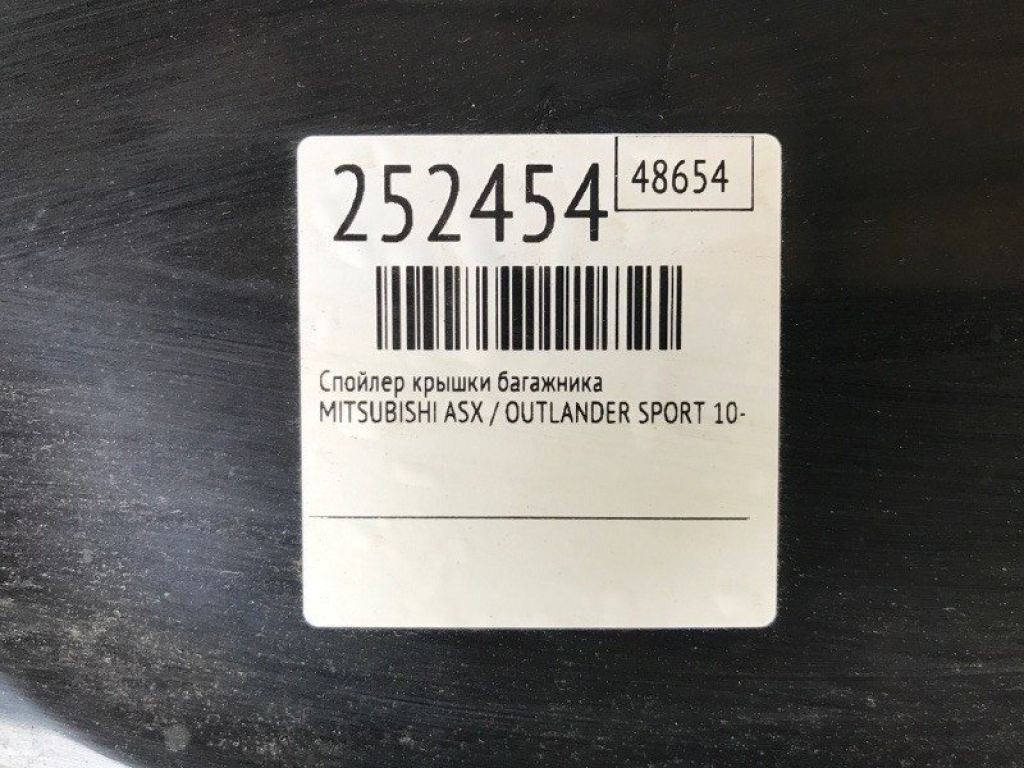 252454
48654
Спойлер крышки багажника
MITSUBISHI ASX / OUTLANDER SPORT 10-